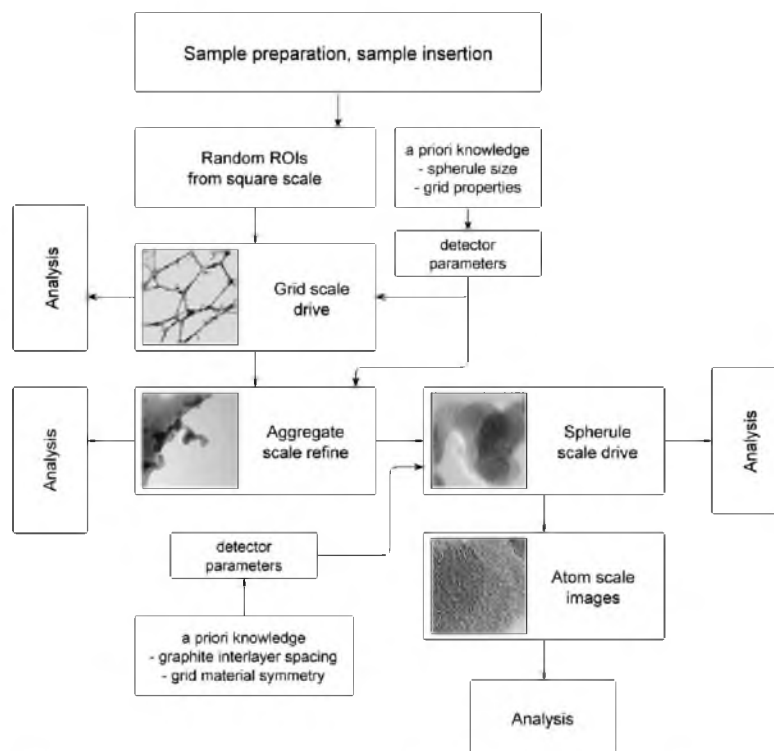 Sample preparation, sample insertion
Random ROIs
from square scale
a priori knowledge
- spherule size
- grid properties
detector
parameters
Analysis
Grid scale
drive
Analysis
Aggregate
scale refine
Spherule
scale drive
Analysis
detector
parameters
Atom scale
images
a priori knowledge
- graphite interlayer spacing
- grid material symmetry
Analysis